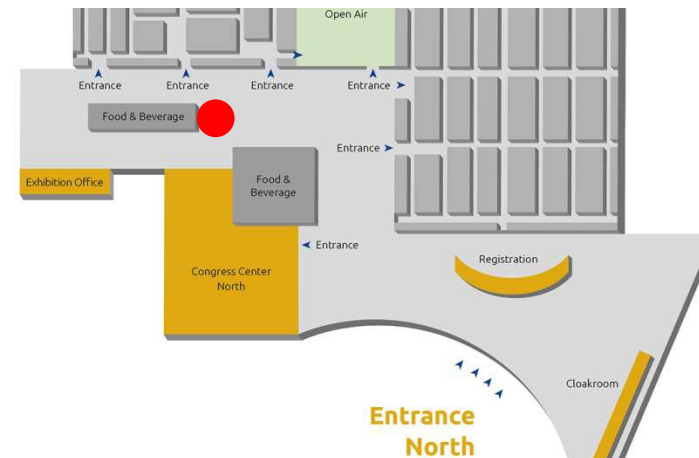 Open Air
Entrance
Entrance
Entrance
Entrance
Food & Beverage
Entrance
Exhibition Office
Food &
Beverage
Entrance
Registration
Congress Center
North
Cloakroom
Entrance
North